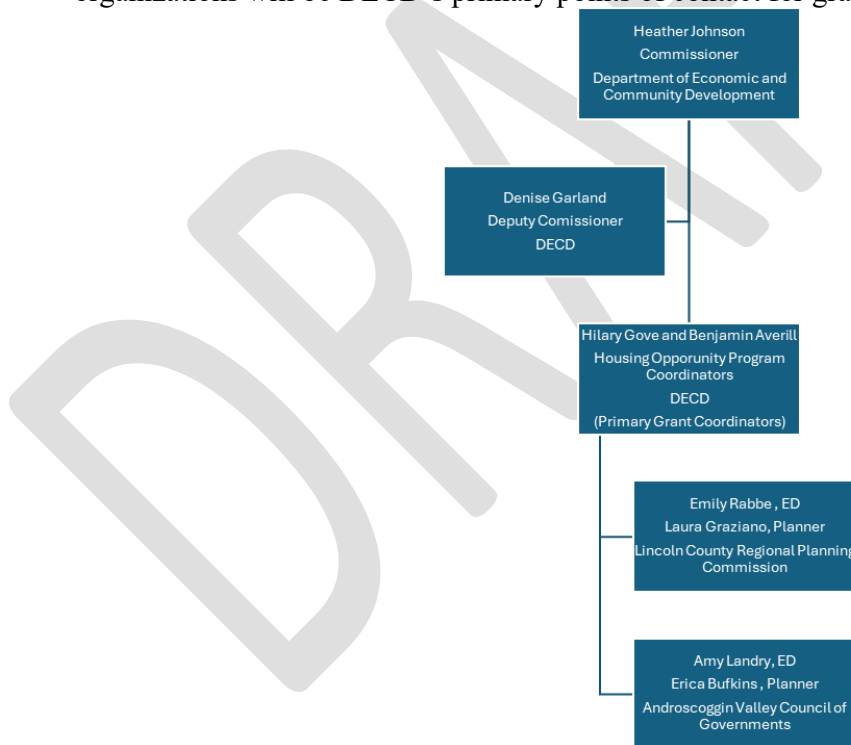 organizations will be DECD's primary points of contact for gra
Heather Johnson
Commissioner
Department of Economic and
Community Development
Denise Garland
Deputy Comissioner
DECD
Hilary Gove and Benjamin Averill
Housing Opporunity Program
Coordinators
DECD
(Primary Grant Coordinators)
Emily Rabbe , ED
Laura Graziano, Planner
Lincoln County Regional Planning
Commission
Amy Landry, ED
Erica Bufkins , Planner
Androscoggin Valley Council of
Governments
DRA